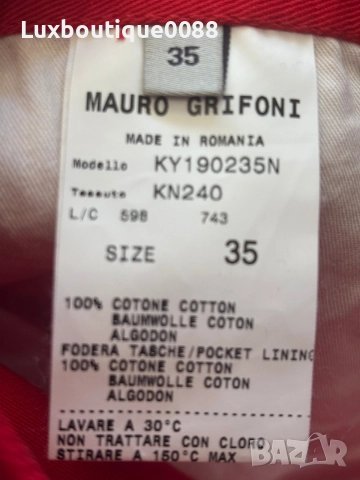 Luxboutique0088
35
MAURO GRIFONI
MADE IN ROMANIA
Modello KY190235N
Tessuto KN240
L/C 598 743
SIZE 35
100% COTONE COTTON
BAUMWOLLE COTON
ALGODON
FODERA TASCHE/POCKET LINING
100% COTONE COTTON
BAUMWOLLE COTON
ALGODON
LAVARE A 30°C
NON TRATTARE CON CLORO
STIRARE A 150°C MAX
BAZAR